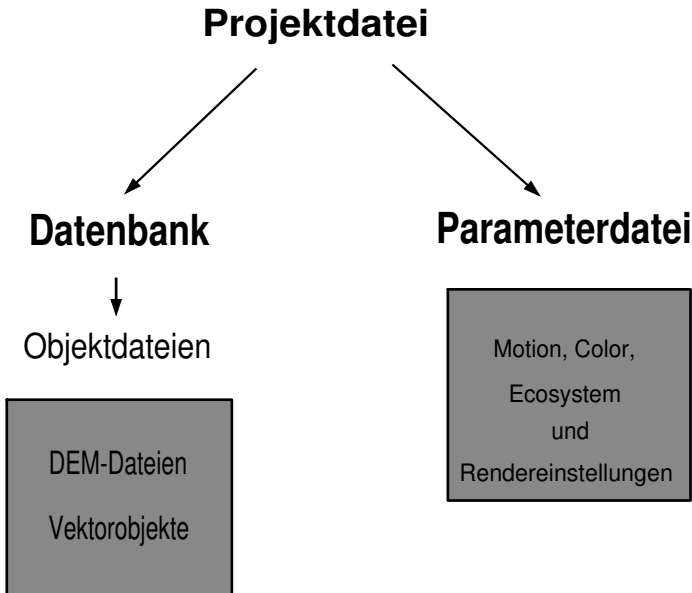 Projektdatei
Datenbank
Parameterdatei
Objektdateien
DEM-Dateien
Vektorobjekte
Motion, Color,
Ecosystem
und
Rendereinstellungen